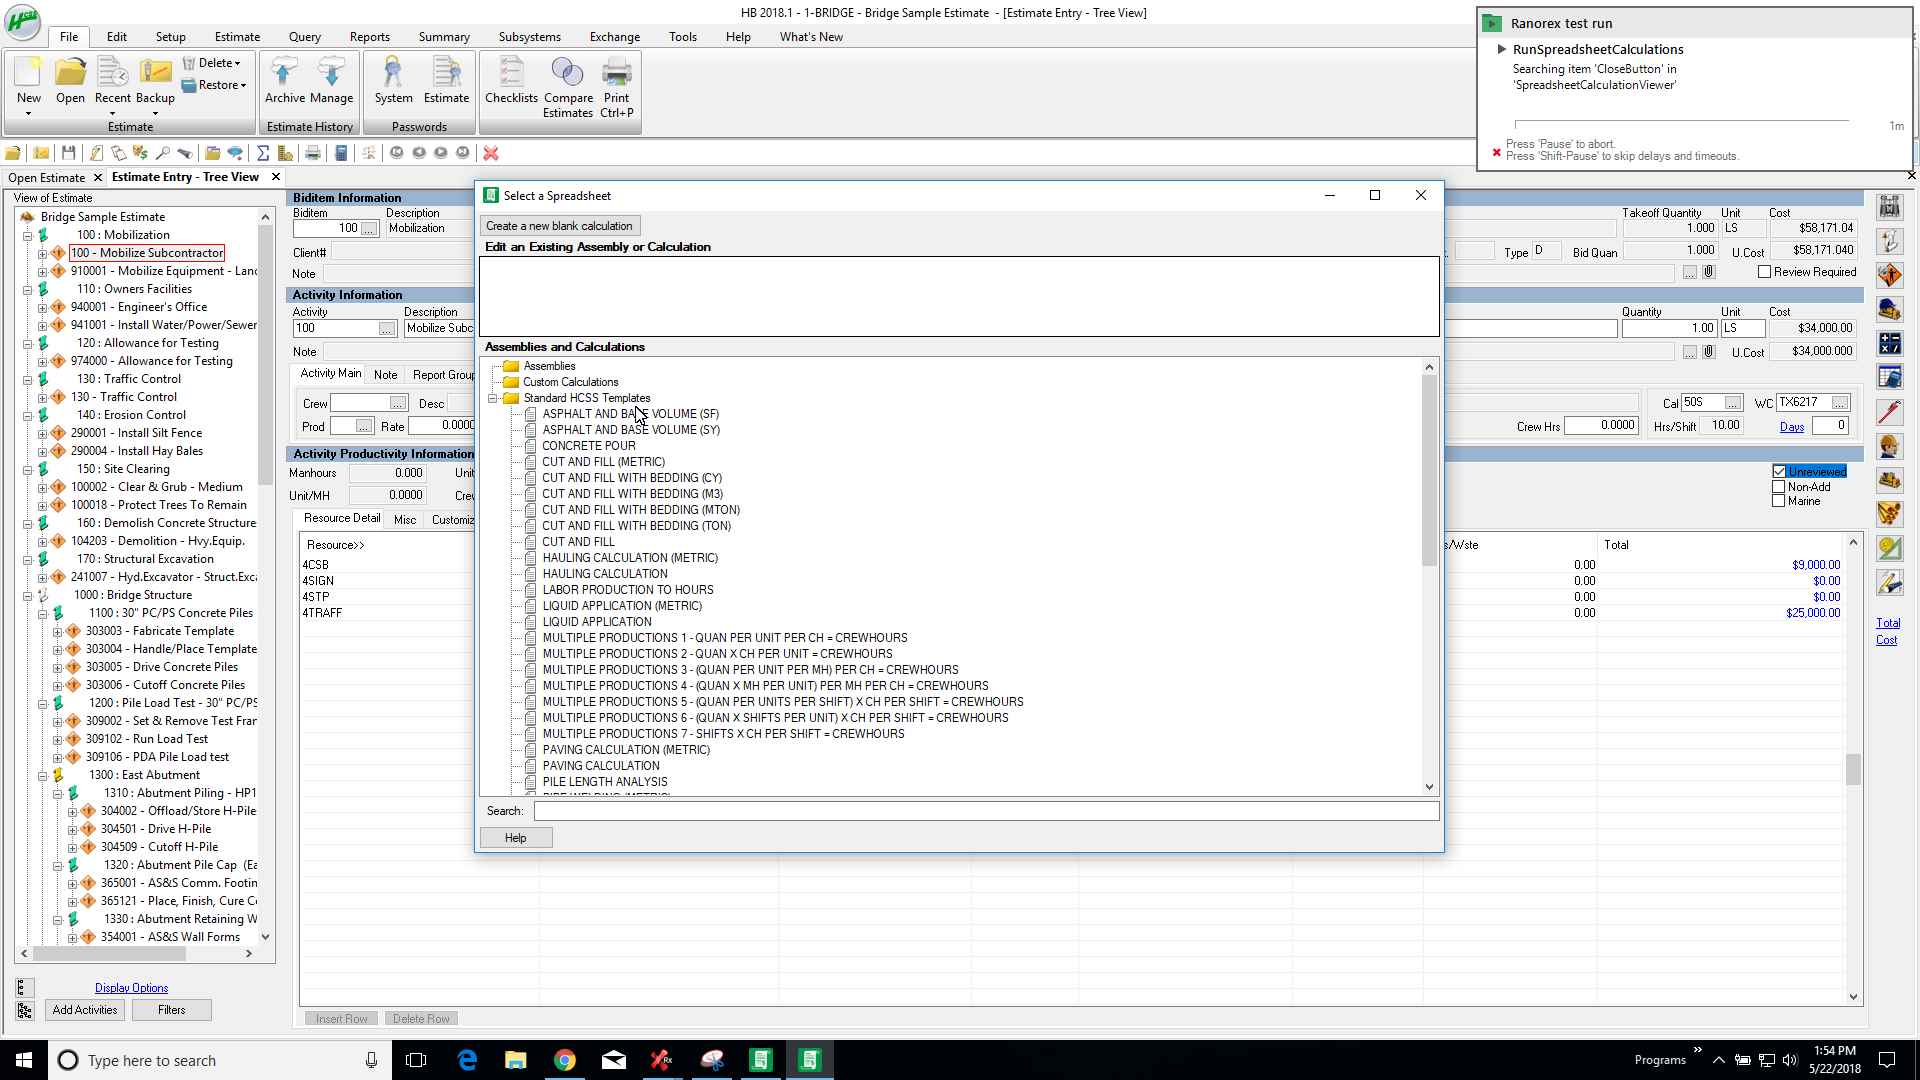 HB 2018.1 - 1-BRIDGE - Bridge Sample Estimate - [Estimate Entry - Tree View]
File Edit Setup Estimate Query Reports Summary Subsystems Exchange Tools Help What's New
New Open Recent Backup Delete Restore
Estimate
Archive Manage
Estimate History
System Estimate
Passwords
Checklists Compare Estimates Print Ctrl+P
Ranorex test run
RunSpreadsheetCalculations
Searching item 'CloseButton' in
'SpreadsheetCalculationViewer'
1m
Press 'Pause' to abort.
Press 'Shift-Pause' to skip delays and timeouts.
Open Estimate Estimate Entry - Tree View
View of Estimate
Bridge Sample Estimate
100 : Mobilization
100 - Mobilize Subcontractor
910001 - Mobilize Equipment - Land
110 : Owners Facilities
940001 - Engineer's Office
941001 - Install Water/Power/Sewer
120 : Allowance for Testing
974000 - Allowance for Testing
130 : Traffic Control
130 - Traffic Control
140 : Erosion Control
290001 - Install Silt Fence
290004 - Install Hay Bales
150 : Site Clearing
100002 - Clear & Grub - Medium
100018 - Protect Trees To Remain
160 : Demolish Concrete Structure
104203 - Demolition - Hvy.Equip.
170 : Structural Excavation
241007 - Hyd.Excavator - Struct.Exca
1000 : Bridge Structure
1100 : 30" PC/PS Concrete Piles
303003 - Fabricate Template
303004 - Handle/Place Template
303005 - Drive Concrete Piles
303006 - Cutoff Concrete Piles
1200 : Pile Load Test - 30" PC/PS
309002 - Set & Remove Test Fram
309102 - Run Load Test
309106 - PDA Pile Load test
1300 : East Abutment
1310 : Abutment Piling - HP1
304002 - Offload/Store H-Pile
304501 - Drive H-Pile
304509 - Cutoff H-Pile
1320 : Abutment Pile Cap (Ea
365001 - AS&S Comm. Footin
365121 - Place, Finish, Cure C
1330 : Abutment Retaining W
354001 - AS&S Wall Forms
Display Options
Add Activities Filters
Biditem Information
Biditem Description
100 ... Mobilization
Client#
Note
Activity Information
Activity Description
100 ... Mobilize Subc
Note
Activity Main Note Report Group
Crew ... Desc
Prod ... Rate 0.0000
Activity Productivity Information
Manhours 0.000 Unit
Unit/MH 0.0000 Crew
Resource Detail Misc Customiz
Resource>>
4CSB
4SIGN
4STP
4TRAFF
Insert Row Delete Row
Select a Spreadsheet
Create a new blank calculation
Edit an Existing Assembly or Calculation
Assemblies and Calculations
Assemblies
Custom Calculations
Standard HCSS Templates
ASPHALT AND BASE VOLUME (SF)
ASPHALT AND BASE VOLUME (SY)
CONCRETE POUR
CUT AND FILL (METRIC)
CUT AND FILL WITH BEDDING (CY)
CUT AND FILL WITH BEDDING (M3)
CUT AND FILL WITH BEDDING (MTON)
CUT AND FILL WITH BEDDING (TON)
CUT AND FILL
HAULING CALCULATION (METRIC)
HAULING CALCULATION
LABOR PRODUCTION TO HOURS
LIQUID APPLICATION (METRIC)
LIQUID APPLICATION
MULTIPLE PRODUCTIONS 1 - QUAN PER UNIT PER CH = CREWHOURS
MULTIPLE PRODUCTIONS 2 - QUAN X CH PER UNIT = CREWHOURS
MULTIPLE PRODUCTIONS 3 - (QUAN PER UNIT PER MH) PER CH = CREWHOURS
MULTIPLE PRODUCTIONS 4 - (QUAN X MH PER UNIT) PER MH PER CH = CREWHOURS
MULTIPLE PRODUCTIONS 5 - (QUAN PER UNITS PER SHIFT) X CH PER SHIFT = CREWHOURS
MULTIPLE PRODUCTIONS 6 - (QUAN X SHIFTS PER UNIT) X CH PER SHIFT = CREWHOURS
MULTIPLE PRODUCTIONS 7 - SHIFTS X CH PER SHIFT = CREWHOURS
PAVING CALCULATION (METRIC)
PAVING CALCULATION
PILE LENGTH ANALYSIS
PIPE WELDING (METRIC)
Search:
Help
Takeoff Quantity Unit Cost
1.000 LS $58,171.04
Type D Bid Quan 1.000 U.Cost $58,171.040
... Review Required
Quantity Unit Cost
1.00 LS $34,000.00
... U.Cost $34,000.000
Cal 50S ... WC TX6217 ...
Crew Hrs 0.0000 Hrs/Shift 10.00 Days 0
Unreviewed
Non-Add
Marine
s/Wste Total
0.00 $9,000.00
0.00 $0.00
0.00 $0.00
0.00 $25,000.00
Total
Cost
Type here to search
Programs
1:54 PM
5/22/2018